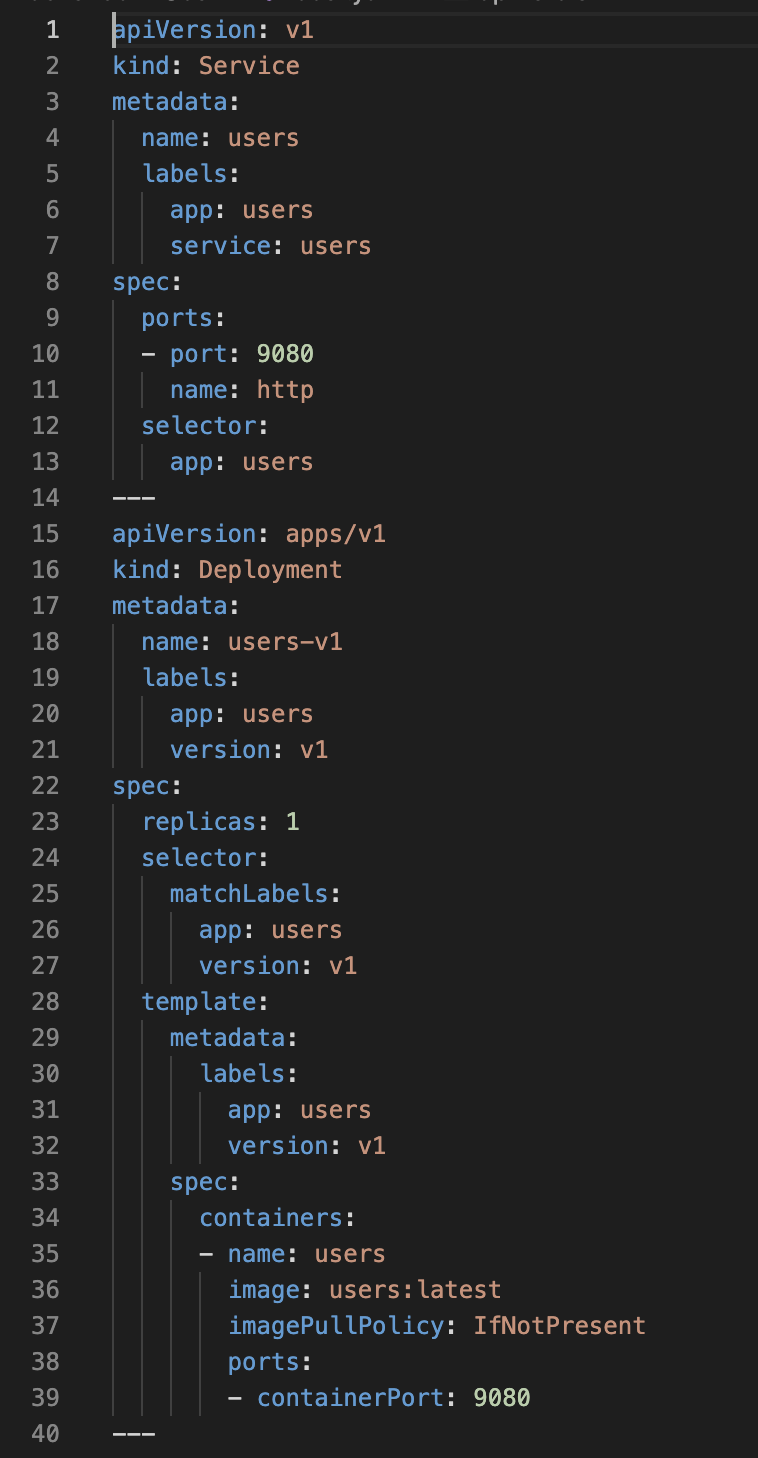 1 apiVersion: v1
2 kind: Service
3 metadata:
4   name: users
5   labels:
6     app: users
7     service: users
8 spec:
9   ports:
10   - port: 9080
11     name: http
12   selector:
13     app: users
14 ---
15 apiVersion: apps/v1
16 kind: Deployment
17 metadata:
18   name: users-v1
19   labels:
20     app: users
21     version: v1
22 spec:
23   replicas: 1
24   selector:
25     matchLabels:
26       app: users
27       version: v1
28   template:
29     metadata:
30       labels:
31         app: users
32         version: v1
33     spec:
34       containers:
35       - name: users
36         image: users:latest
37         imagePullPolicy: IfNotPresent
38         ports:
39         - containerPort: 9080
40 ---